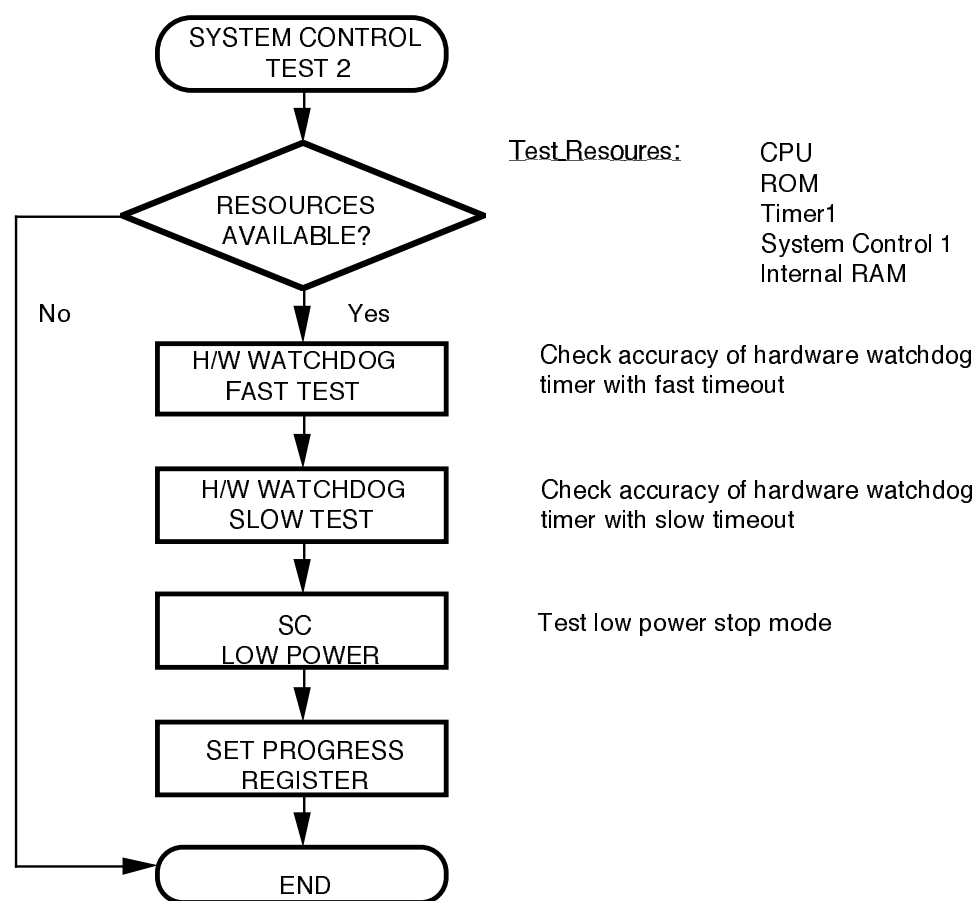 SYSTEM CONTROL
TEST 2
Test Resoures:
CPU
ROM
Timer1
System Control 1
Internal RAM
RESOURCES
AVAILABLE?
No
Yes
H/W WATCHDOG
FAST TEST
Check accuracy of hardware watchdog
timer with fast timeout
H/W WATCHDOG
SLOW TEST
Check accuracy of hardware watchdog
timer with slow timeout
SC
LOW POWER
Test low power stop mode
SET PROGRESS
REGISTER
END